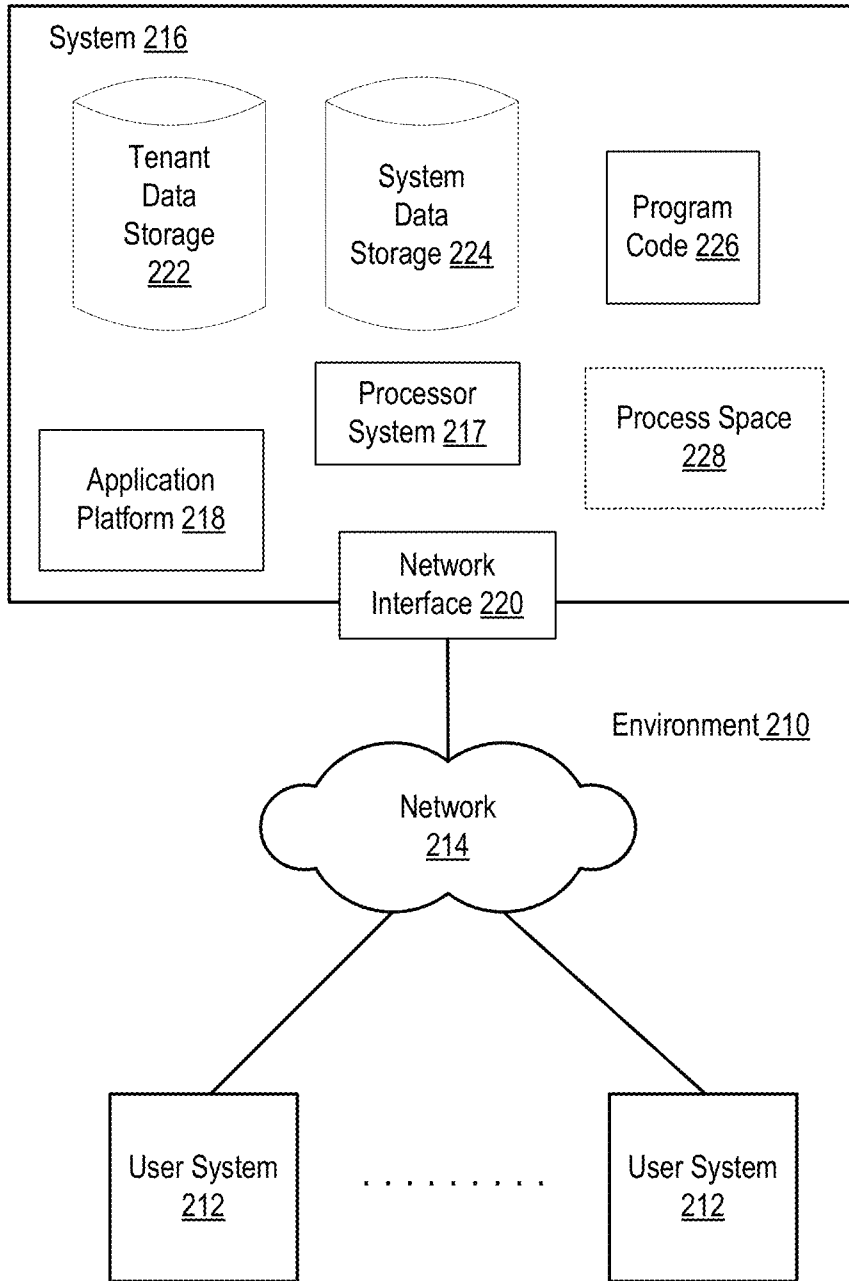 System 216
Tenant
Data
Storage
222
System
Data
Storage 224
Program
Code 226
Processor
System 217
Process Space
228
Application
Platform 218
Network
Interface 220
Environment 210
Network
214
User System
212
. . . . . . . . .
User System
212